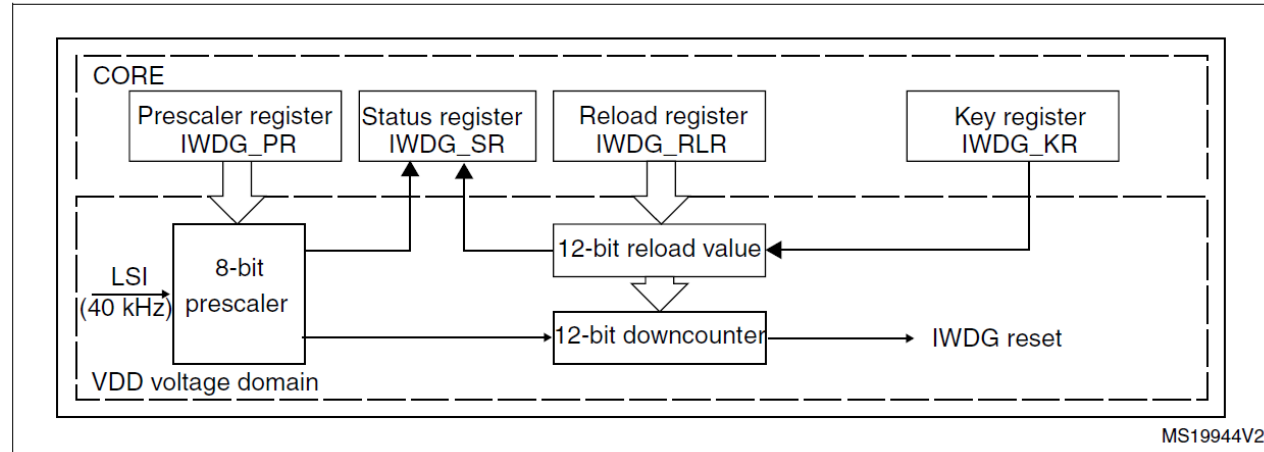 CORE
Prescaler register
IWDG_PR
Status register
IWDG_SR
Reload register
IWDG_RLR
Key register
IWDG_KR
LSI
(40 kHz)
8-bit
prescaler
12-bit reload value
12-bit downcounter
IWDG reset
VDD voltage domain
MS19944V2